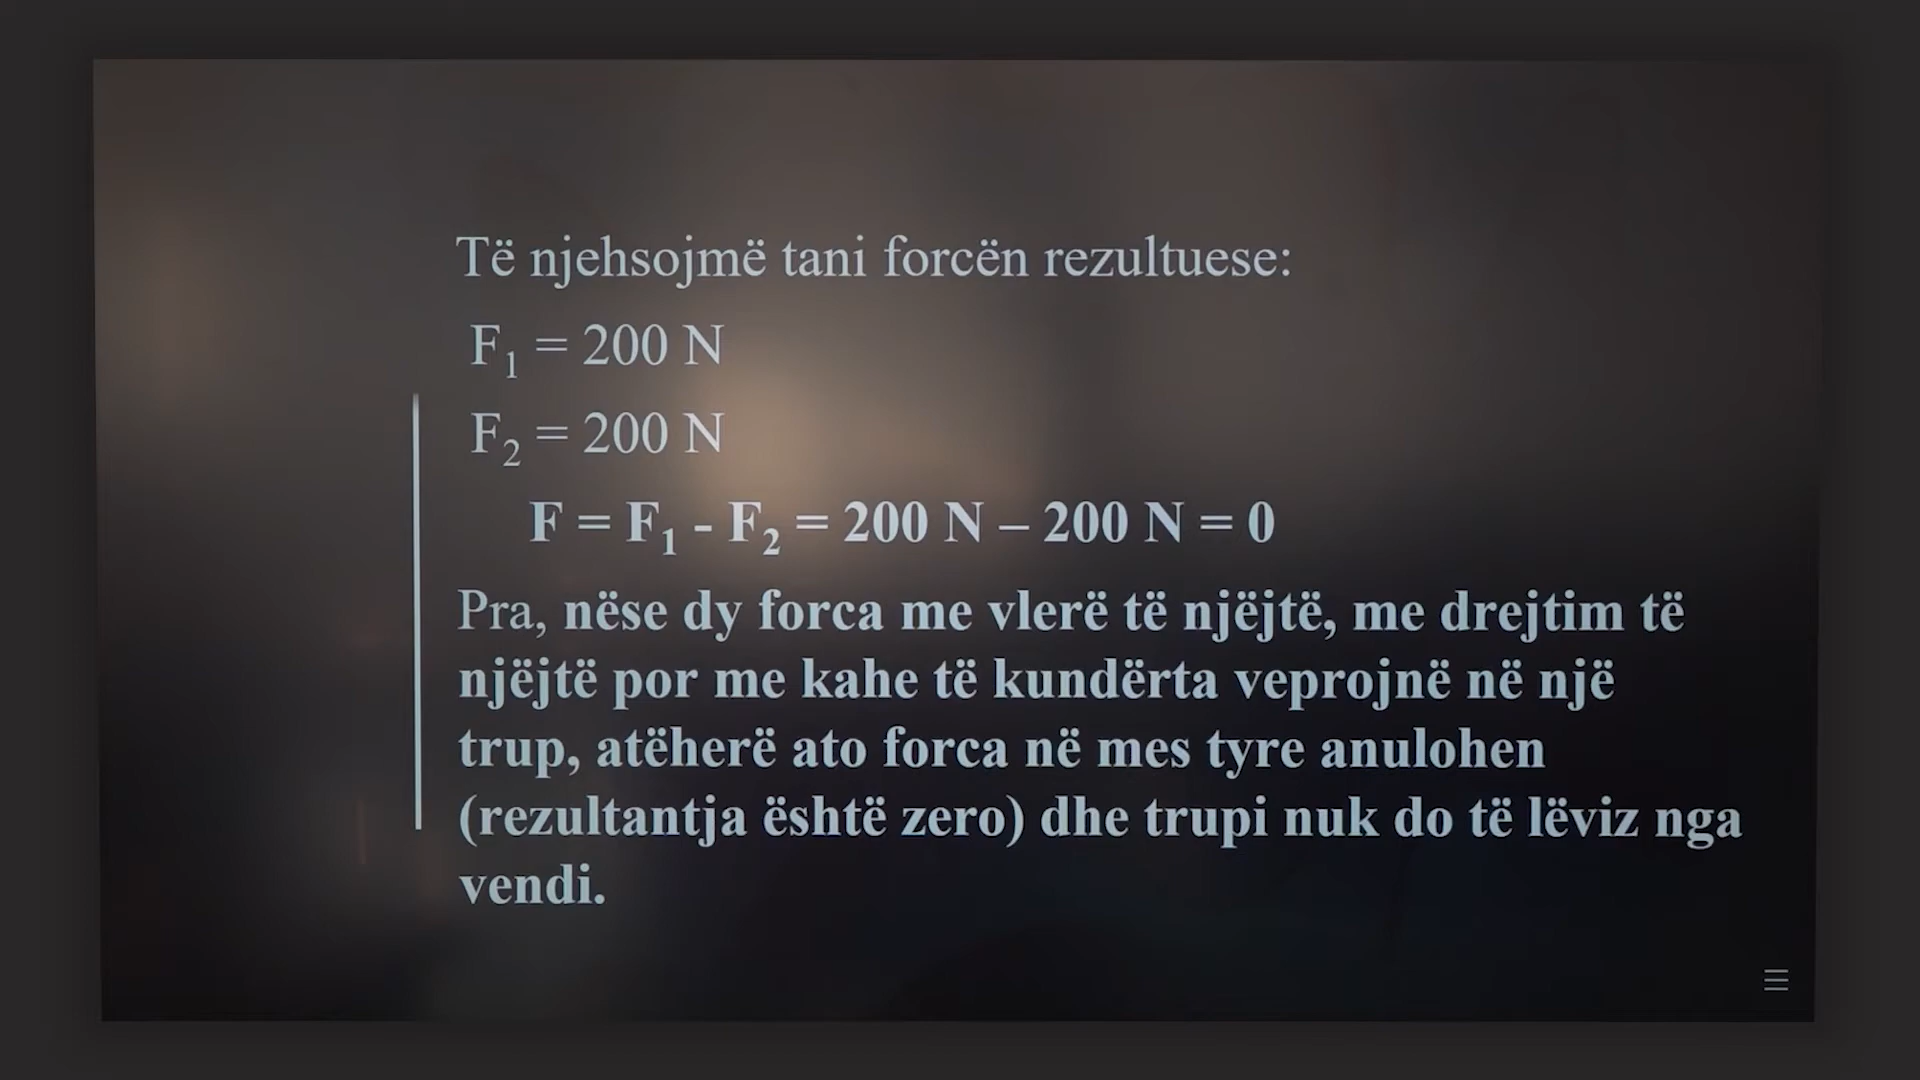 Të njehsojmë tani forcën rezultuese:
F₁ = 200 N
F₂ = 200 N
F = F₁ - F₂ = 200 N – 200 N = 0
Pra, nëse dy forca me vlerë të njëjtë, me drejtim të
njëjtë por me kahe të kundërta veprojnë në një
trup, atëherë ato forca në mes tyre anulohen
(rezultantja është zero) dhe trupi nuk do të lëviz nga
vendi.